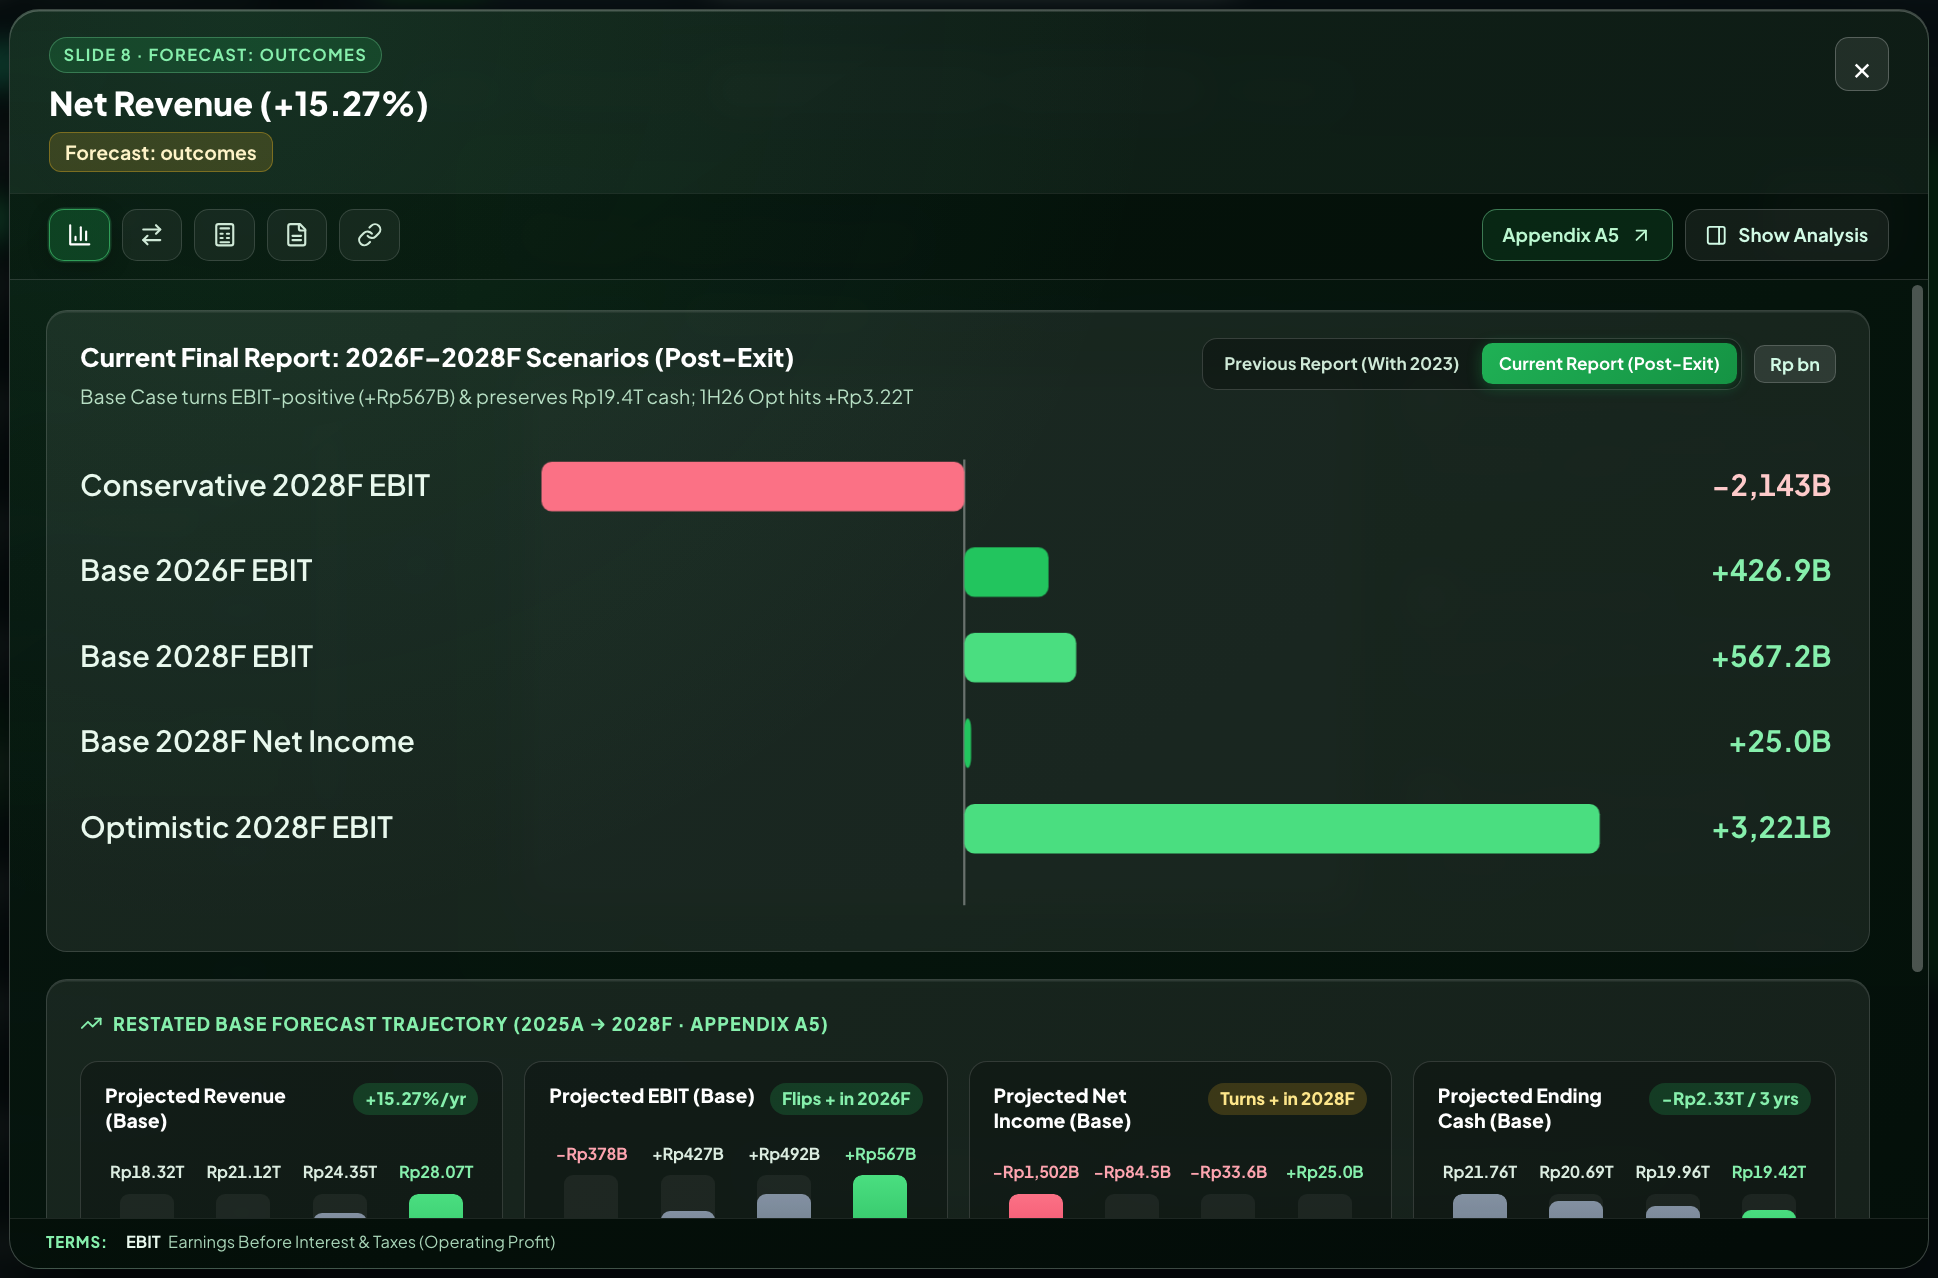 SLIDE 8 · FORECAST: OUTCOMES
Net Revenue (+15.27%)
Forecast: outcomes
Appendix A5
Show Analysis
Current Final Report: 2026F–2028F Scenarios (Post-Exit)
Base Case turns EBIT-positive (+Rp567B) & preserves Rp19.4T cash; 1H26 Opt hits +Rp3.22T
Previous Report (With 2023)
Current Report (Post-Exit)
Rp bn
Conservative 2028F EBIT
−2,143B
Base 2026F EBIT
+426.9B
Base 2028F EBIT
+567.2B
Base 2028F Net Income
+25.0B
Optimistic 2028F EBIT
+3,221B
RESTATED BASE FORECAST TRAJECTORY (2025A → 2028F · APPENDIX A5)
Projected Revenue
(Base)
+15.27%/yr
Rp18.32T Rp21.12T Rp24.35T Rp28.07T
Projected EBIT (Base)
Flips + in 2026F
−Rp378B +Rp427B +Rp492B +Rp567B
Projected Net
Income (Base)
Turns + in 2028F
−Rp1,502B −Rp84.5B −Rp33.6B +Rp25.0B
Projected Ending
Cash (Base)
−Rp2.33T / 3 yrs
Rp21.76T Rp20.69T Rp19.96T Rp19.42T
TERMS: EBIT Earnings Before Interest & Taxes (Operating Profit)